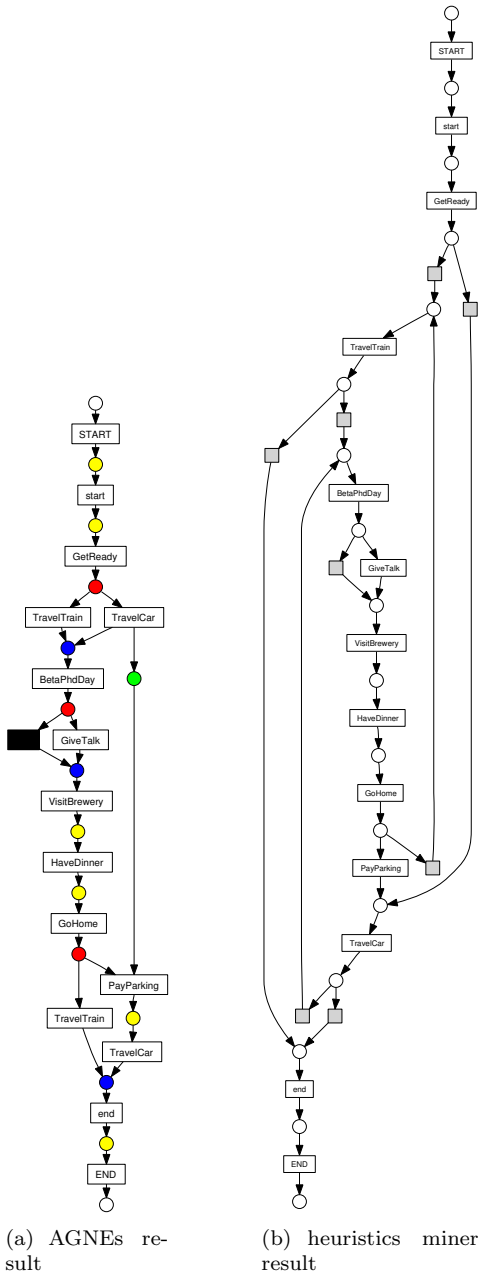 START
start
GetReady
TravelTrain TravelCar
BetaPhdDay
GiveTalk
VisitBrewery
HaveDinner
GoHome
PayParking
TravelTrain
TravelCar
end
END
(a) AGNEs re-
sult
START
start
GetReady
TravelTrain
BetaPhdDay
GiveTalk
VisitBrewery
HaveDinner
GoHome
PayParking
TravelCar
end
END
(b) heuristics miner
result